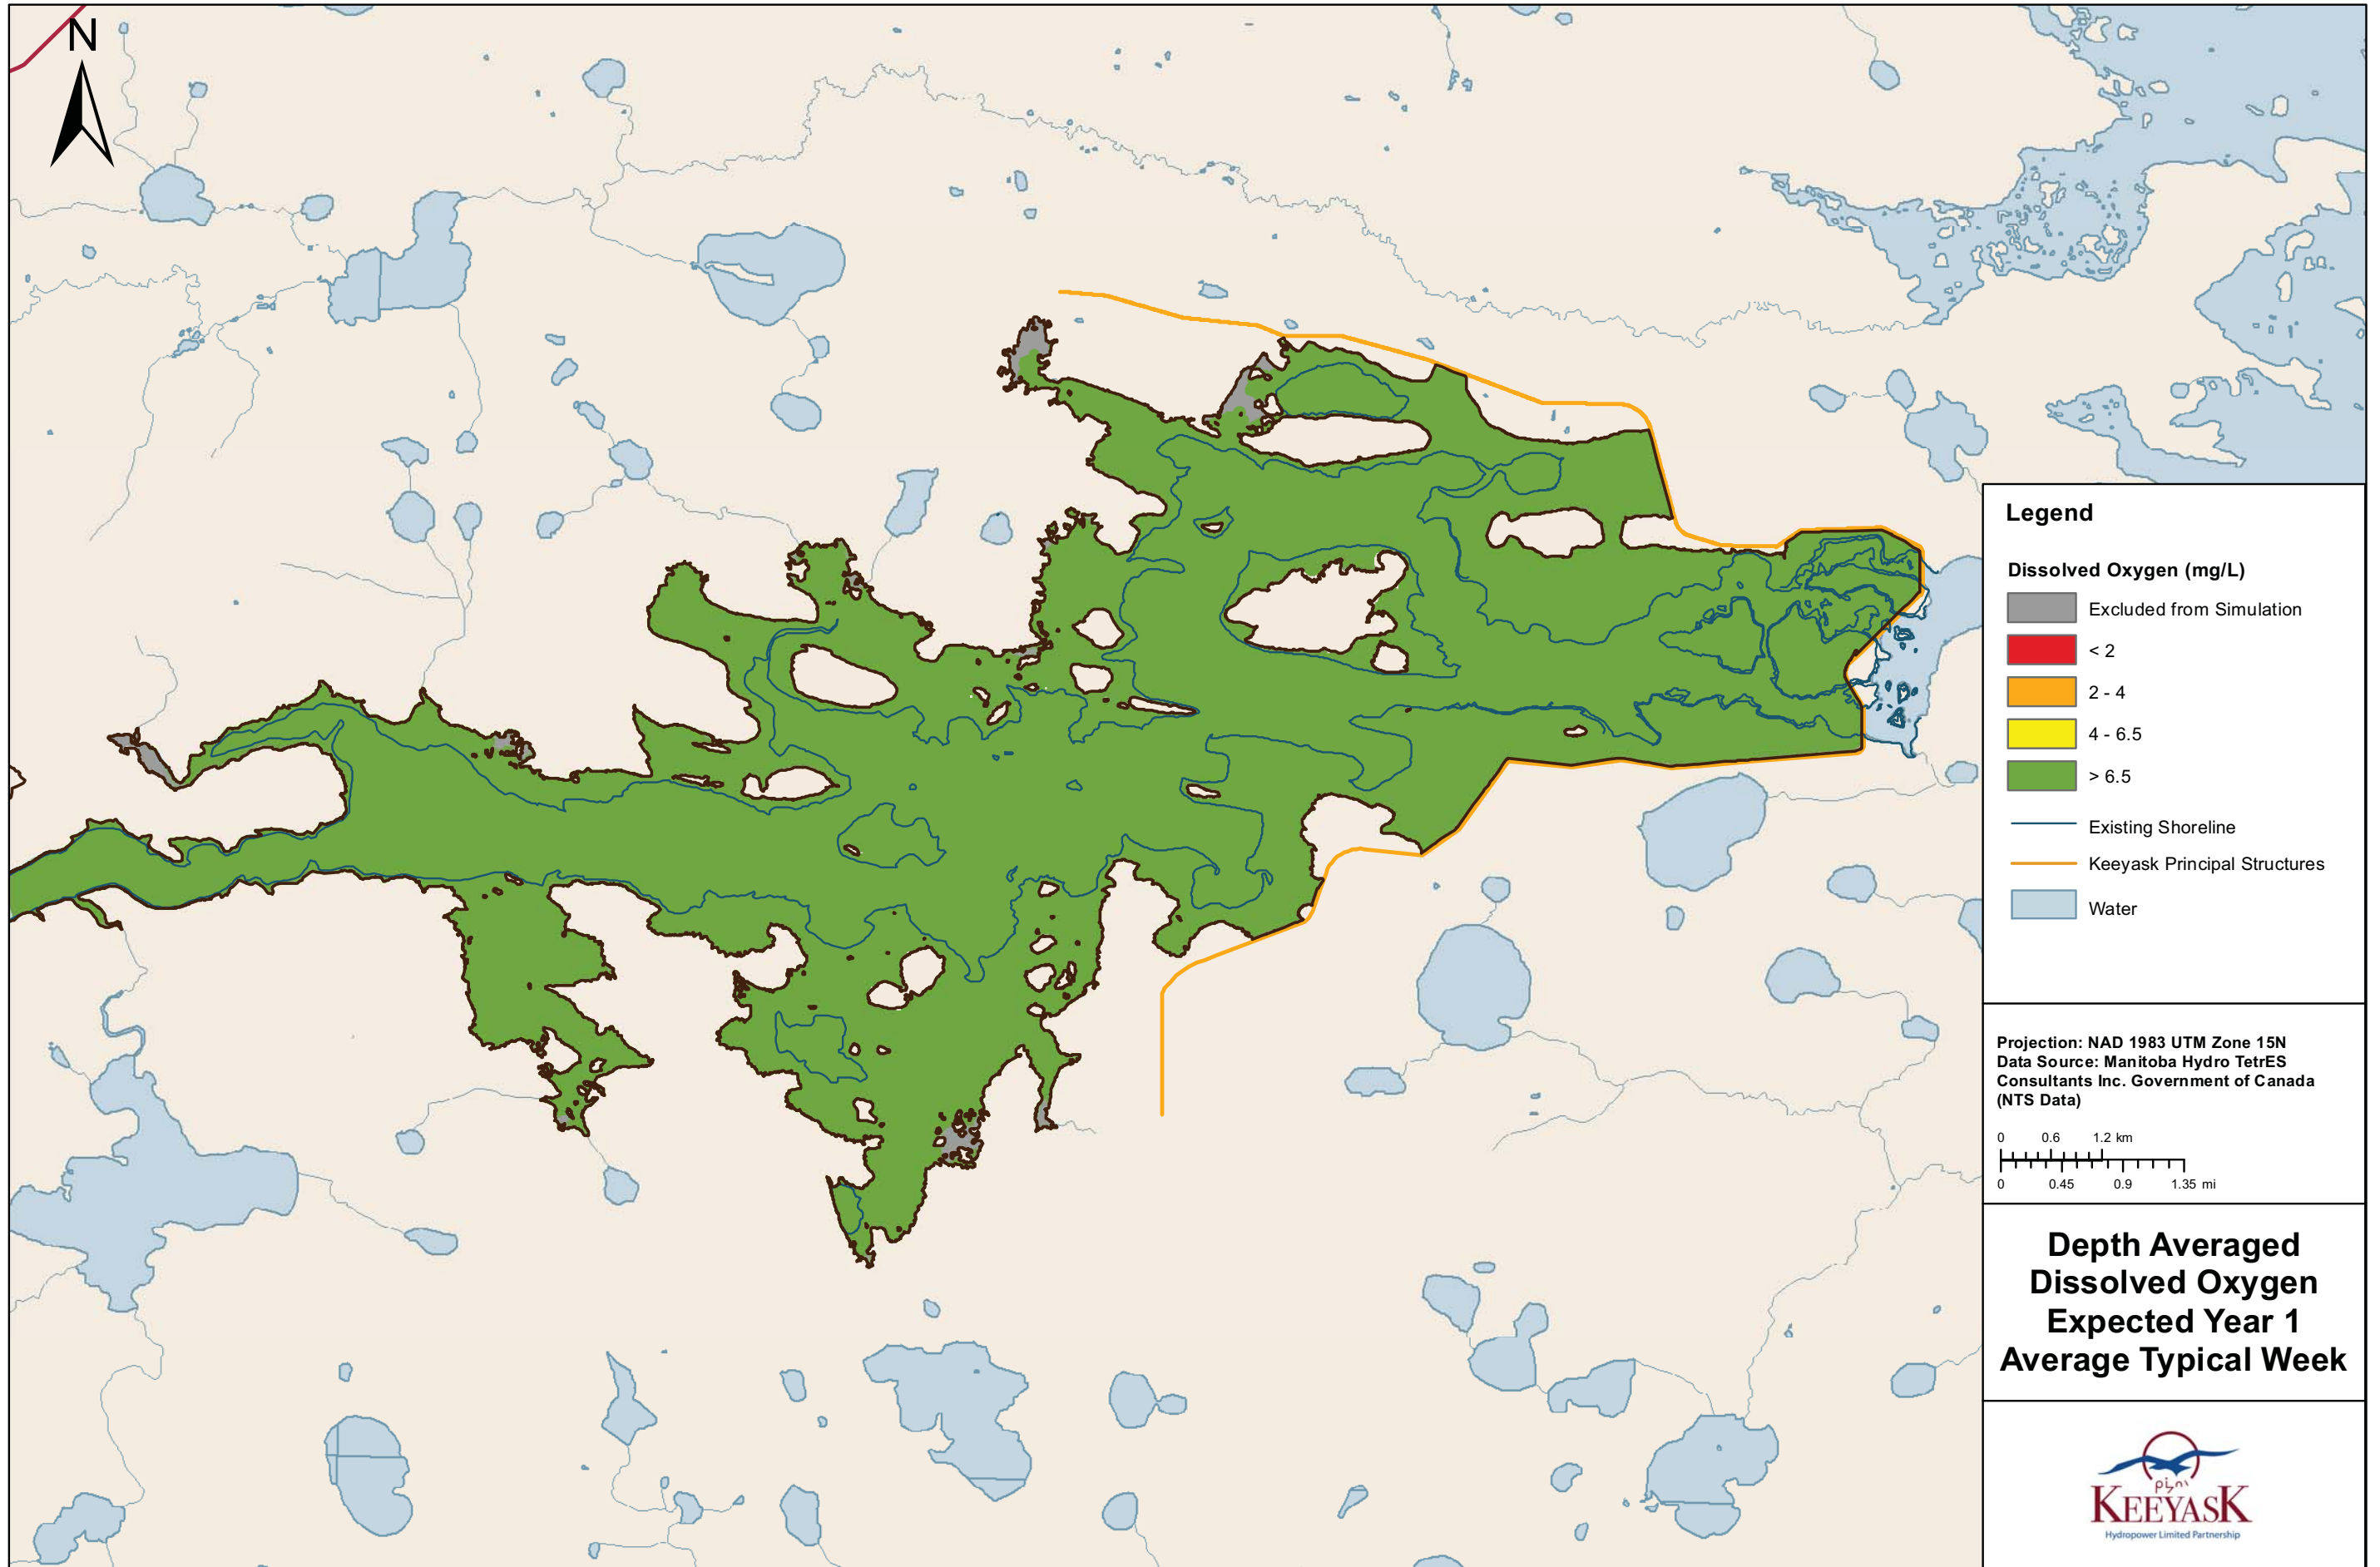 N
Legend
Dissolved Oxygen (mg/L)
Excluded from Simulation
< 2
2 - 4
4 - 6.5
> 6.5
Existing Shoreline
Keeyask Principal Structures
Water
Projection: NAD 1983 UTM Zone 15N
Data Source: Manitoba Hydro TetrES
Consultants Inc. Government of Canada
(NTS Data)
0 0.6 1.2 km
0 0.45 0.9 1.35 mi
Depth Averaged
Dissolved Oxygen
Expected Year 1
Average Typical Week
KEEYASK
Hydropower Limited Partnership